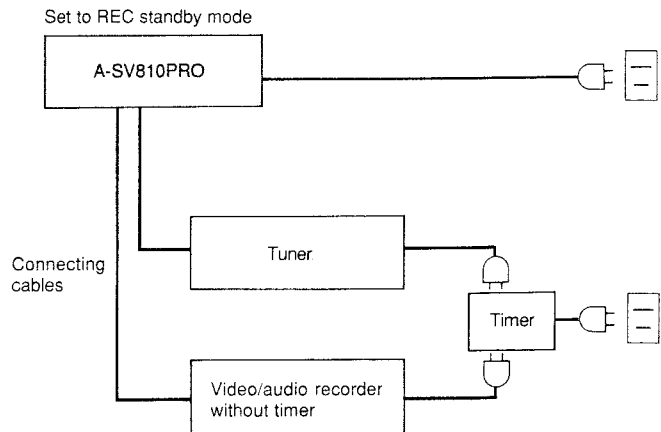 Set to REC standby mode
A-SV810PRO
Tuner
Connecting
cables
Timer
Video/audio recorder
without timer